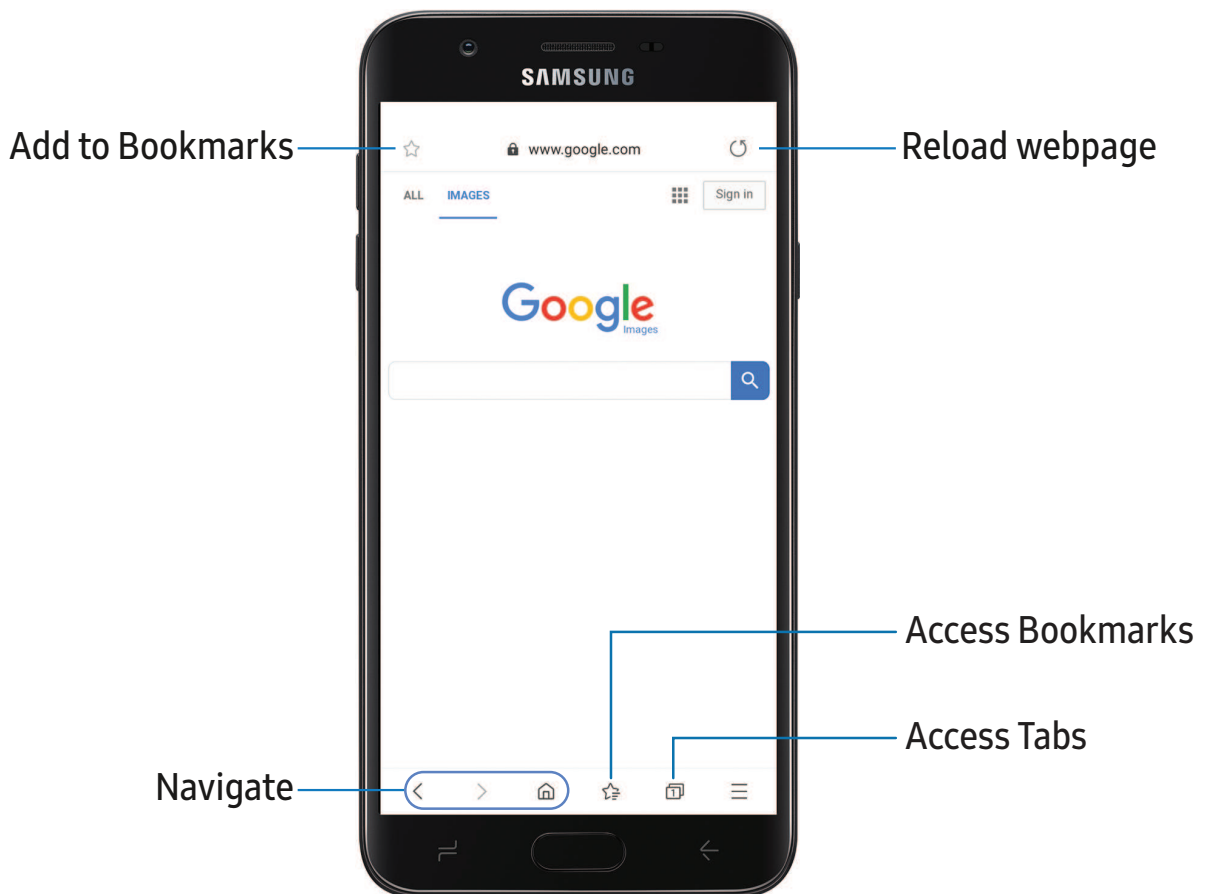 SAMSUNG
Add to Bookmarks
www.google.com
Reload webpage
ALL IMAGES Sign in
Google
Images
Access Bookmarks
Access Tabs
Navigate
1